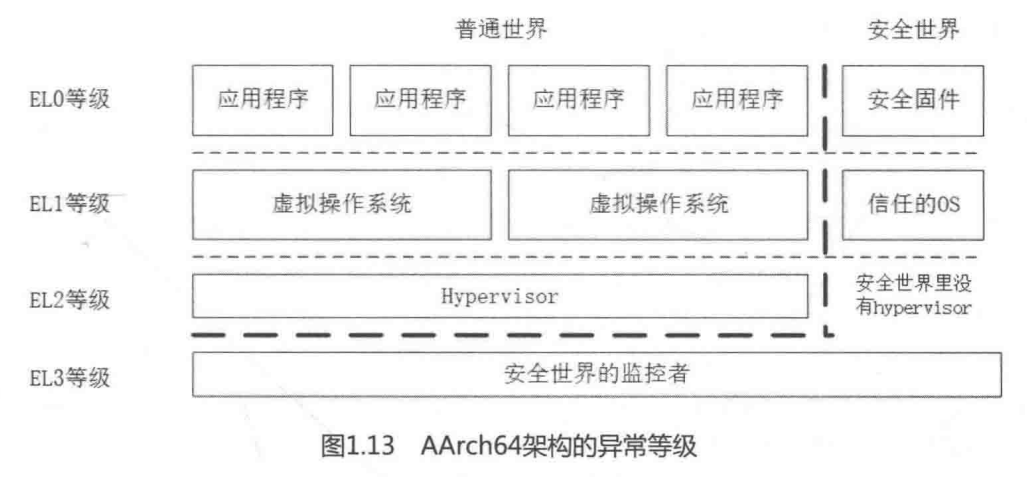 普通世界 安全世界
EL0等级 应用程序 应用程序 应用程序 应用程序 安全固件
EL1等级 虚拟操作系统 虚拟操作系统 信任的OS
EL2等级 Hypervisor 安全世界里没
有hypervisor
EL3等级 安全世界的监控者
图1.13 AArch64架构的异常等级